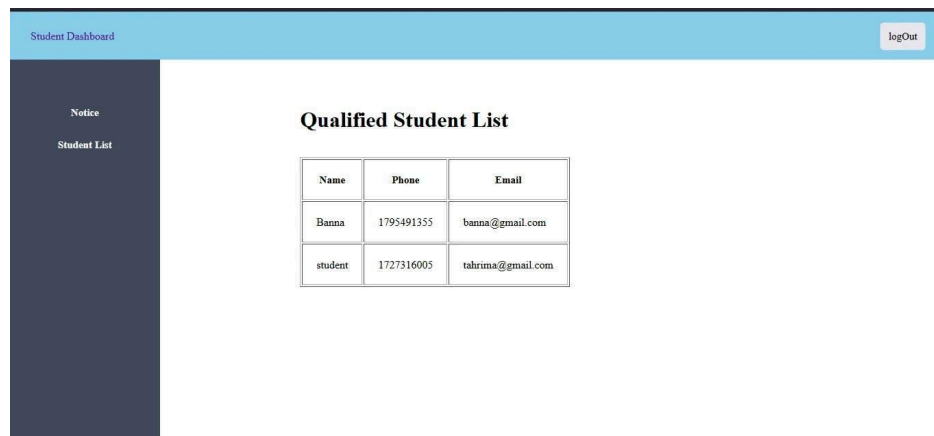 Student Dashboard logOut
Notice
Student List
Qualified Student List
Name Phone Email
Banna 1795491355 banna@gmail.com
student 1727316005 tahrima@gmail.com